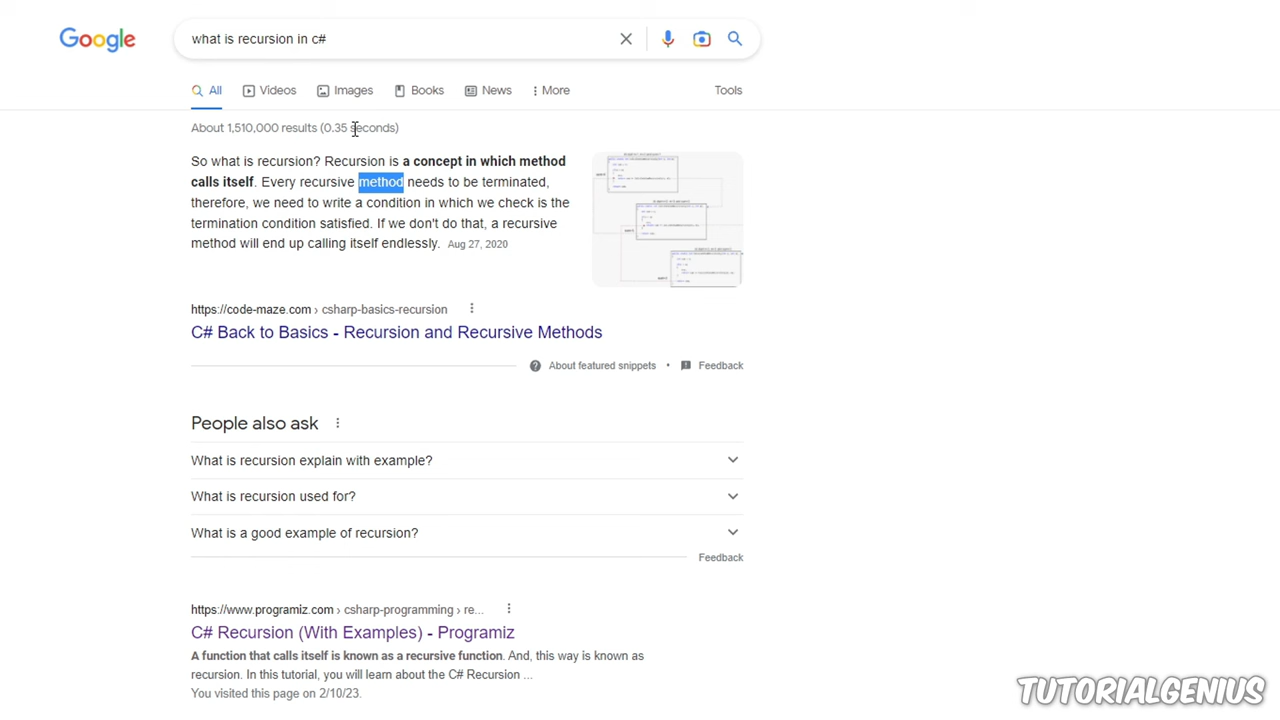 Google
what is recursion in c#
All
Videos
Images
Books
News
More
Tools
About 1,510,000 results (0.35 seconds)
So what is recursion? Recursion is a concept in which method
calls itself. Every recursive method needs to be terminated,
therefore, we need to write a condition in which we check is the
termination condition satisfied. If we don't do that, a recursive
method will end up calling itself endlessly. Aug 27, 2020
https://code-maze.com › csharp-basics-recursion
C# Back to Basics - Recursion and Recursive Methods
About featured snippets • Feedback
People also ask
What is recursion explain with example?
What is recursion used for?
What is a good example of recursion?
Feedback
https://www.programiz.com › csharp-programming › re...
C# Recursion (With Examples) - Programiz
A function that calls itself is known as a recursive function. And, this way is known as
recursion. In this tutorial, you will learn about the C# Recursion ...
You visited this page on 2/10/23.
TUTORIALGENIUS